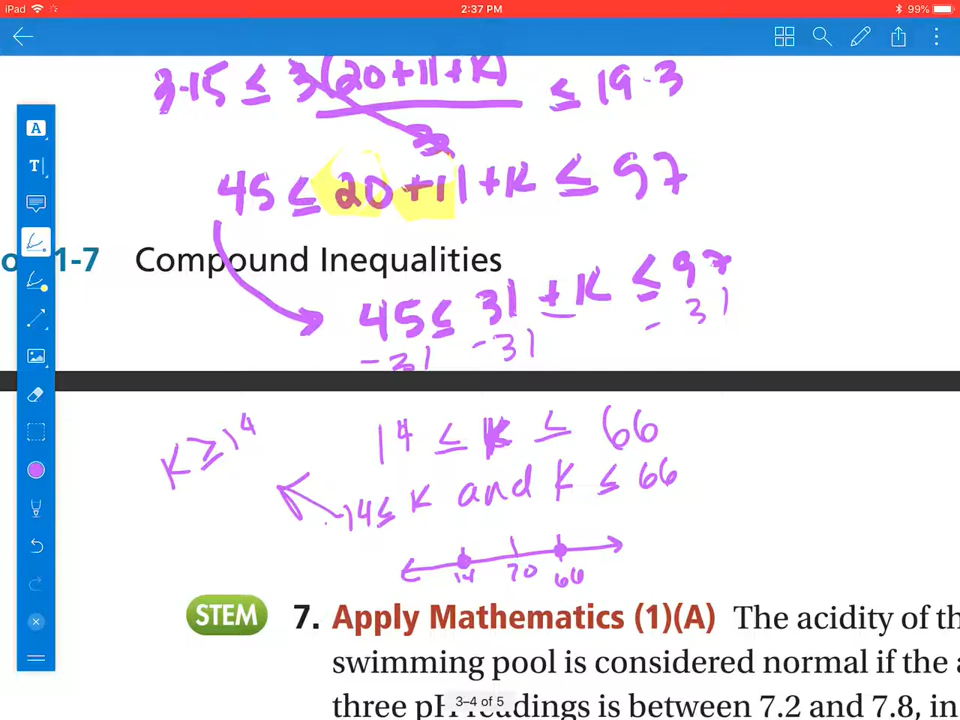 iPad 2:37 PM 99%
3·15 ≤ 3(20+11+K) ≤ 19·3
3
45 ≤ 20+11+K ≤ 97
1-7 Compound Inequalities
45 ≤ 31 + K ≤ 97
-31 -31 - 31
K ≥ 14
14 ≤ K ≤ 66
14 ≤ K and K ≤ 66
14 70 66
STEM 7. Apply Mathematics (1)(A) The acidity of th
swimming pool is considered normal if the a
three pH readings is between 7.2 and 7.8, in
3-4 of 5
A
T